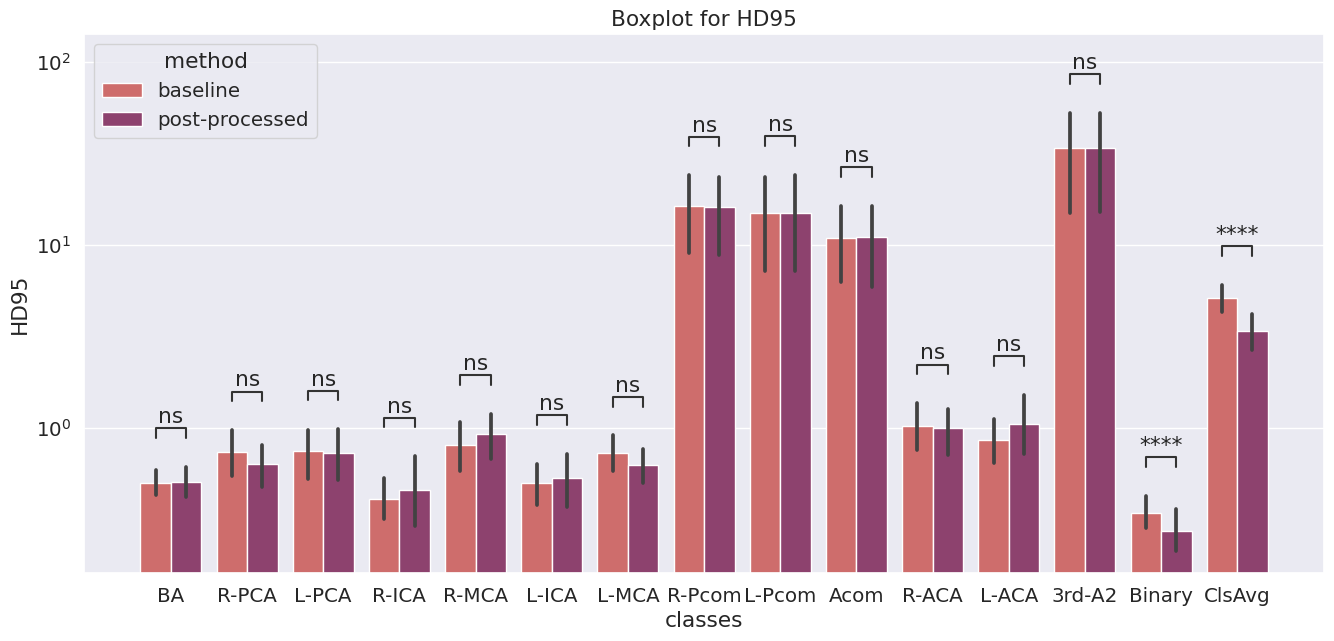 Boxplot for HD95
method
baseline
post-processed
HD95
10²
10¹
10⁰
ns
ns
ns
ns
ns
ns
ns
ns
ns
ns
ns
ns
ns
****
****
BA R-PCA L-PCA R-ICA R-MCA L-ICA L-MCA R-Pcom L-Pcom Acom R-ACA L-ACA 3rd-A2 Binary ClsAvg
classes